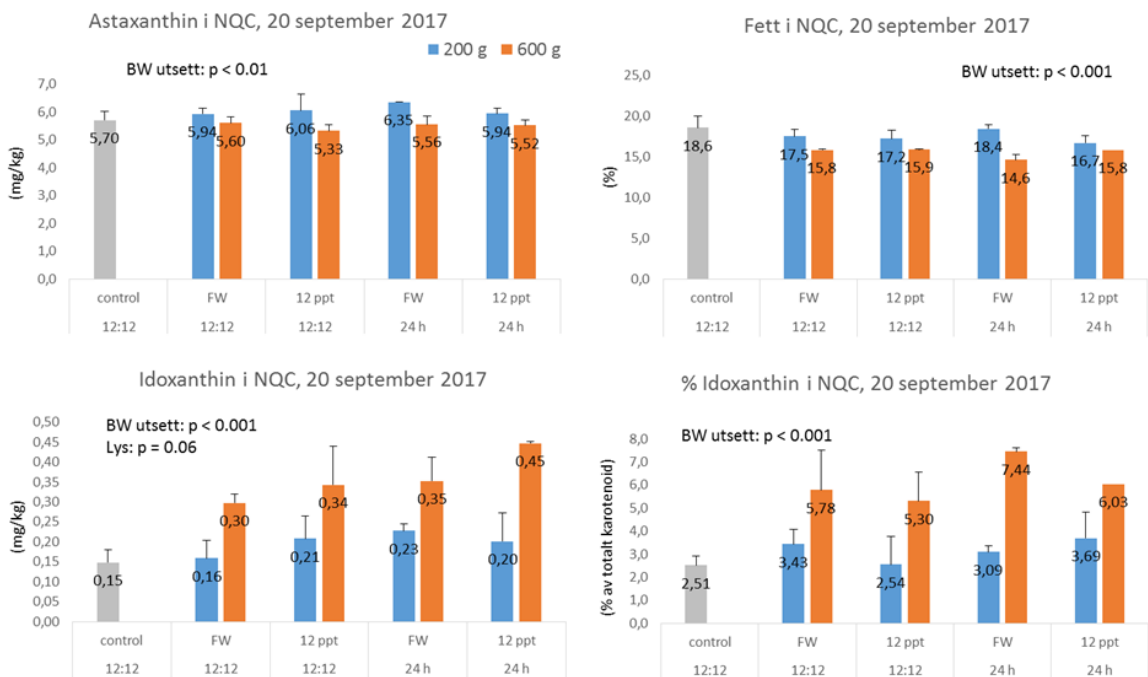 Astaxanthin i NQC, 20 september 2017
200 g 600 g
BW utsett: p < 0.01
(mg/kg)
7,0
6,0
5,0
4,0
3,0
2,0
1,0
0,0
5,70 5,94 5,60 6,06 5,33 6,35 5,56 5,94 5,52
control FW 12 ppt FW 12 ppt
12:12 12:12 12:12 24 h 24 h
Fett i NQC, 20 september 2017
BW utsett: p < 0.001
(%)
25,0
20,0
15,0
10,0
5,0
0,0
18,6 17,5 15,8 17,2 15,9 18,4 14,6 16,7 15,8
control FW 12 ppt FW 12 ppt
12:12 12:12 12:12 24 h 24 h
Idoxanthin i NQC, 20 september 2017
BW utsett: p < 0.001
Lys: p = 0.06
(mg/kg)
0,50
0,45
0,40
0,35
0,30
0,25
0,20
0,15
0,10
0,05
0,00
0,15 0,16 0,30 0,21 0,34 0,23 0,35 0,20 0,45
control FW 12 ppt FW 12 ppt
12:12 12:12 12:12 24 h 24 h
% Idoxanthin i NQC, 20 september 2017
BW utsett: p < 0.001
(% av totalt karotenoid)
8,0
7,0
6,0
5,0
4,0
3,0
2,0
1,0
0,0
2,51 3,43 5,78 2,54 5,30 3,09 7,44 3,69 6,03
control FW 12 ppt FW 12 ppt
12:12 12:12 12:12 24 h 24 h